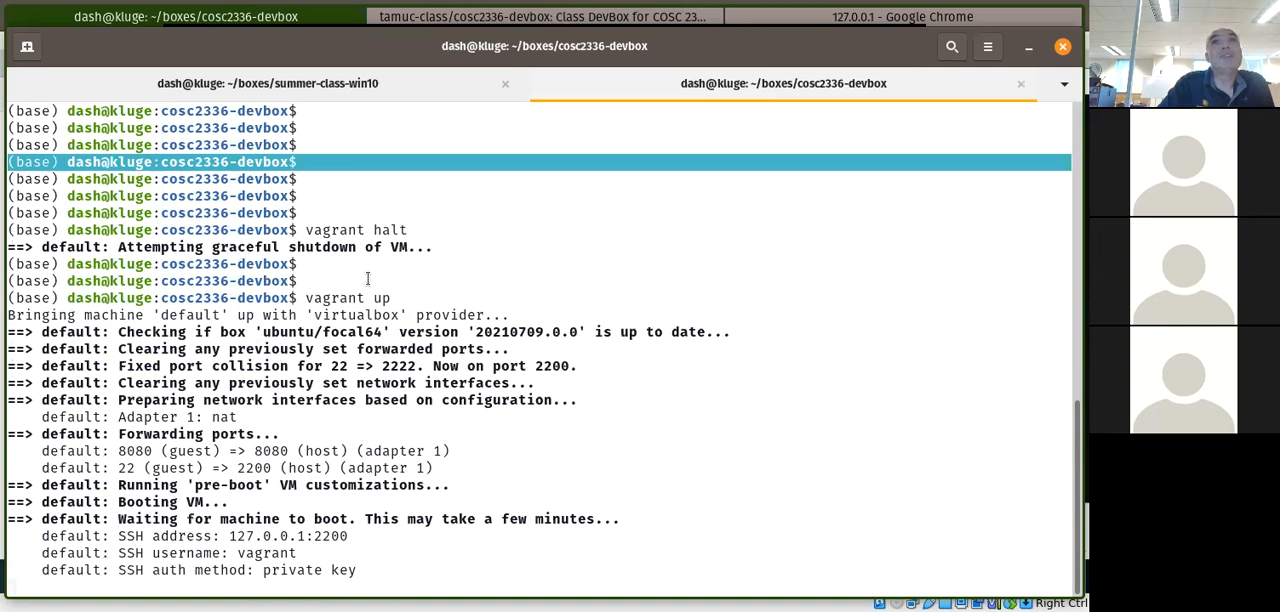 dash@kluge: ~/boxes/cosc2336-devbox
tamuc-class/cosc2336-devbox: Class DevBox for COSC 23...
127.0.0.1 - Google Chrome
dash@kluge: ~/boxes/cosc2336-devbox
dash@kluge: ~/boxes/summer-class-win10
dash@kluge: ~/boxes/cosc2336-devbox
(base) dash@kluge:cosc2336-devbox$
(base) dash@kluge:cosc2336-devbox$
(base) dash@kluge:cosc2336-devbox$
(base) dash@kluge:cosc2336-devbox$
(base) dash@kluge:cosc2336-devbox$
(base) dash@kluge:cosc2336-devbox$
(base) dash@kluge:cosc2336-devbox$
(base) dash@kluge:cosc2336-devbox$ vagrant halt
==> default: Attempting graceful shutdown of VM...
(base) dash@kluge:cosc2336-devbox$
(base) dash@kluge:cosc2336-devbox$
(base) dash@kluge:cosc2336-devbox$ vagrant up
Bringing machine 'default' up with 'virtualbox' provider...
==> default: Checking if box 'ubuntu/focal64' version '20210709.0.0' is up to date...
==> default: Clearing any previously set forwarded ports...
==> default: Fixed port collision for 22 => 2222. Now on port 2200.
==> default: Clearing any previously set network interfaces...
==> default: Preparing network interfaces based on configuration...
default: Adapter 1: nat
==> default: Forwarding ports...
default: 8080 (guest) => 8080 (host) (adapter 1)
default: 22 (guest) => 2200 (host) (adapter 1)
==> default: Running 'pre-boot' VM customizations...
==> default: Booting VM...
==> default: Waiting for machine to boot. This may take a few minutes...
default: SSH address: 127.0.0.1:2200
default: SSH username: vagrant
default: SSH auth method: private key
Right Ctrl